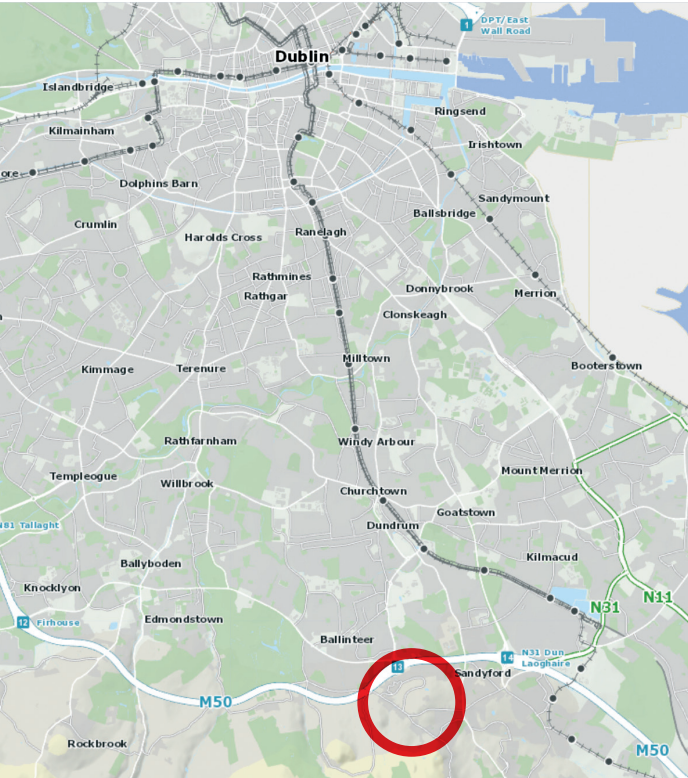 1
DPT/East
Wall Road
Dublin
Islandbridge
Ringsend
Kilmainham
Irishtown
ore
Dolphins Barn
Sandymount
Ballsbridge
Crumlin
Harolds Cross
Ranelagh
Rathmines
Donnybrook
Merrion
Rathgar
Clonskeagh
Milltown
Kimmage
Terenure
Booterstown
Rathfarnham
Windy Arbour
Templeogue
Mount Merrion
Willbrook
Churchtown
Goatstown
N81 Tallaght
Dundrum
Kilmacud
Ballyboden
Knocklyon
N31
N11
12
Firhouse
Edmondstown
Ballinteer
13
14
N31 Dun
Laoghaire
Sandyford
M50
Rockbrook
M50